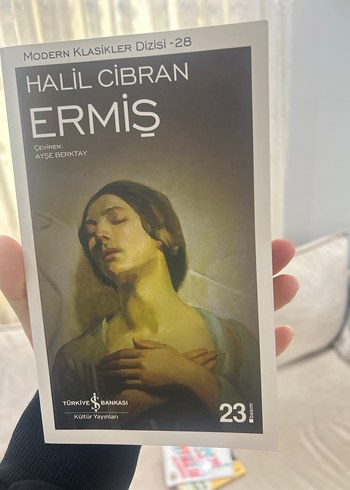 MODERN KLASİKLER DİZİSİ -28
HALİL CİBRAN
ERMİŞ
ÇEVİREN:
AYŞE BERKTAY
TÜRKİYE İŞ BANKASI
Kültür Yayınları
23